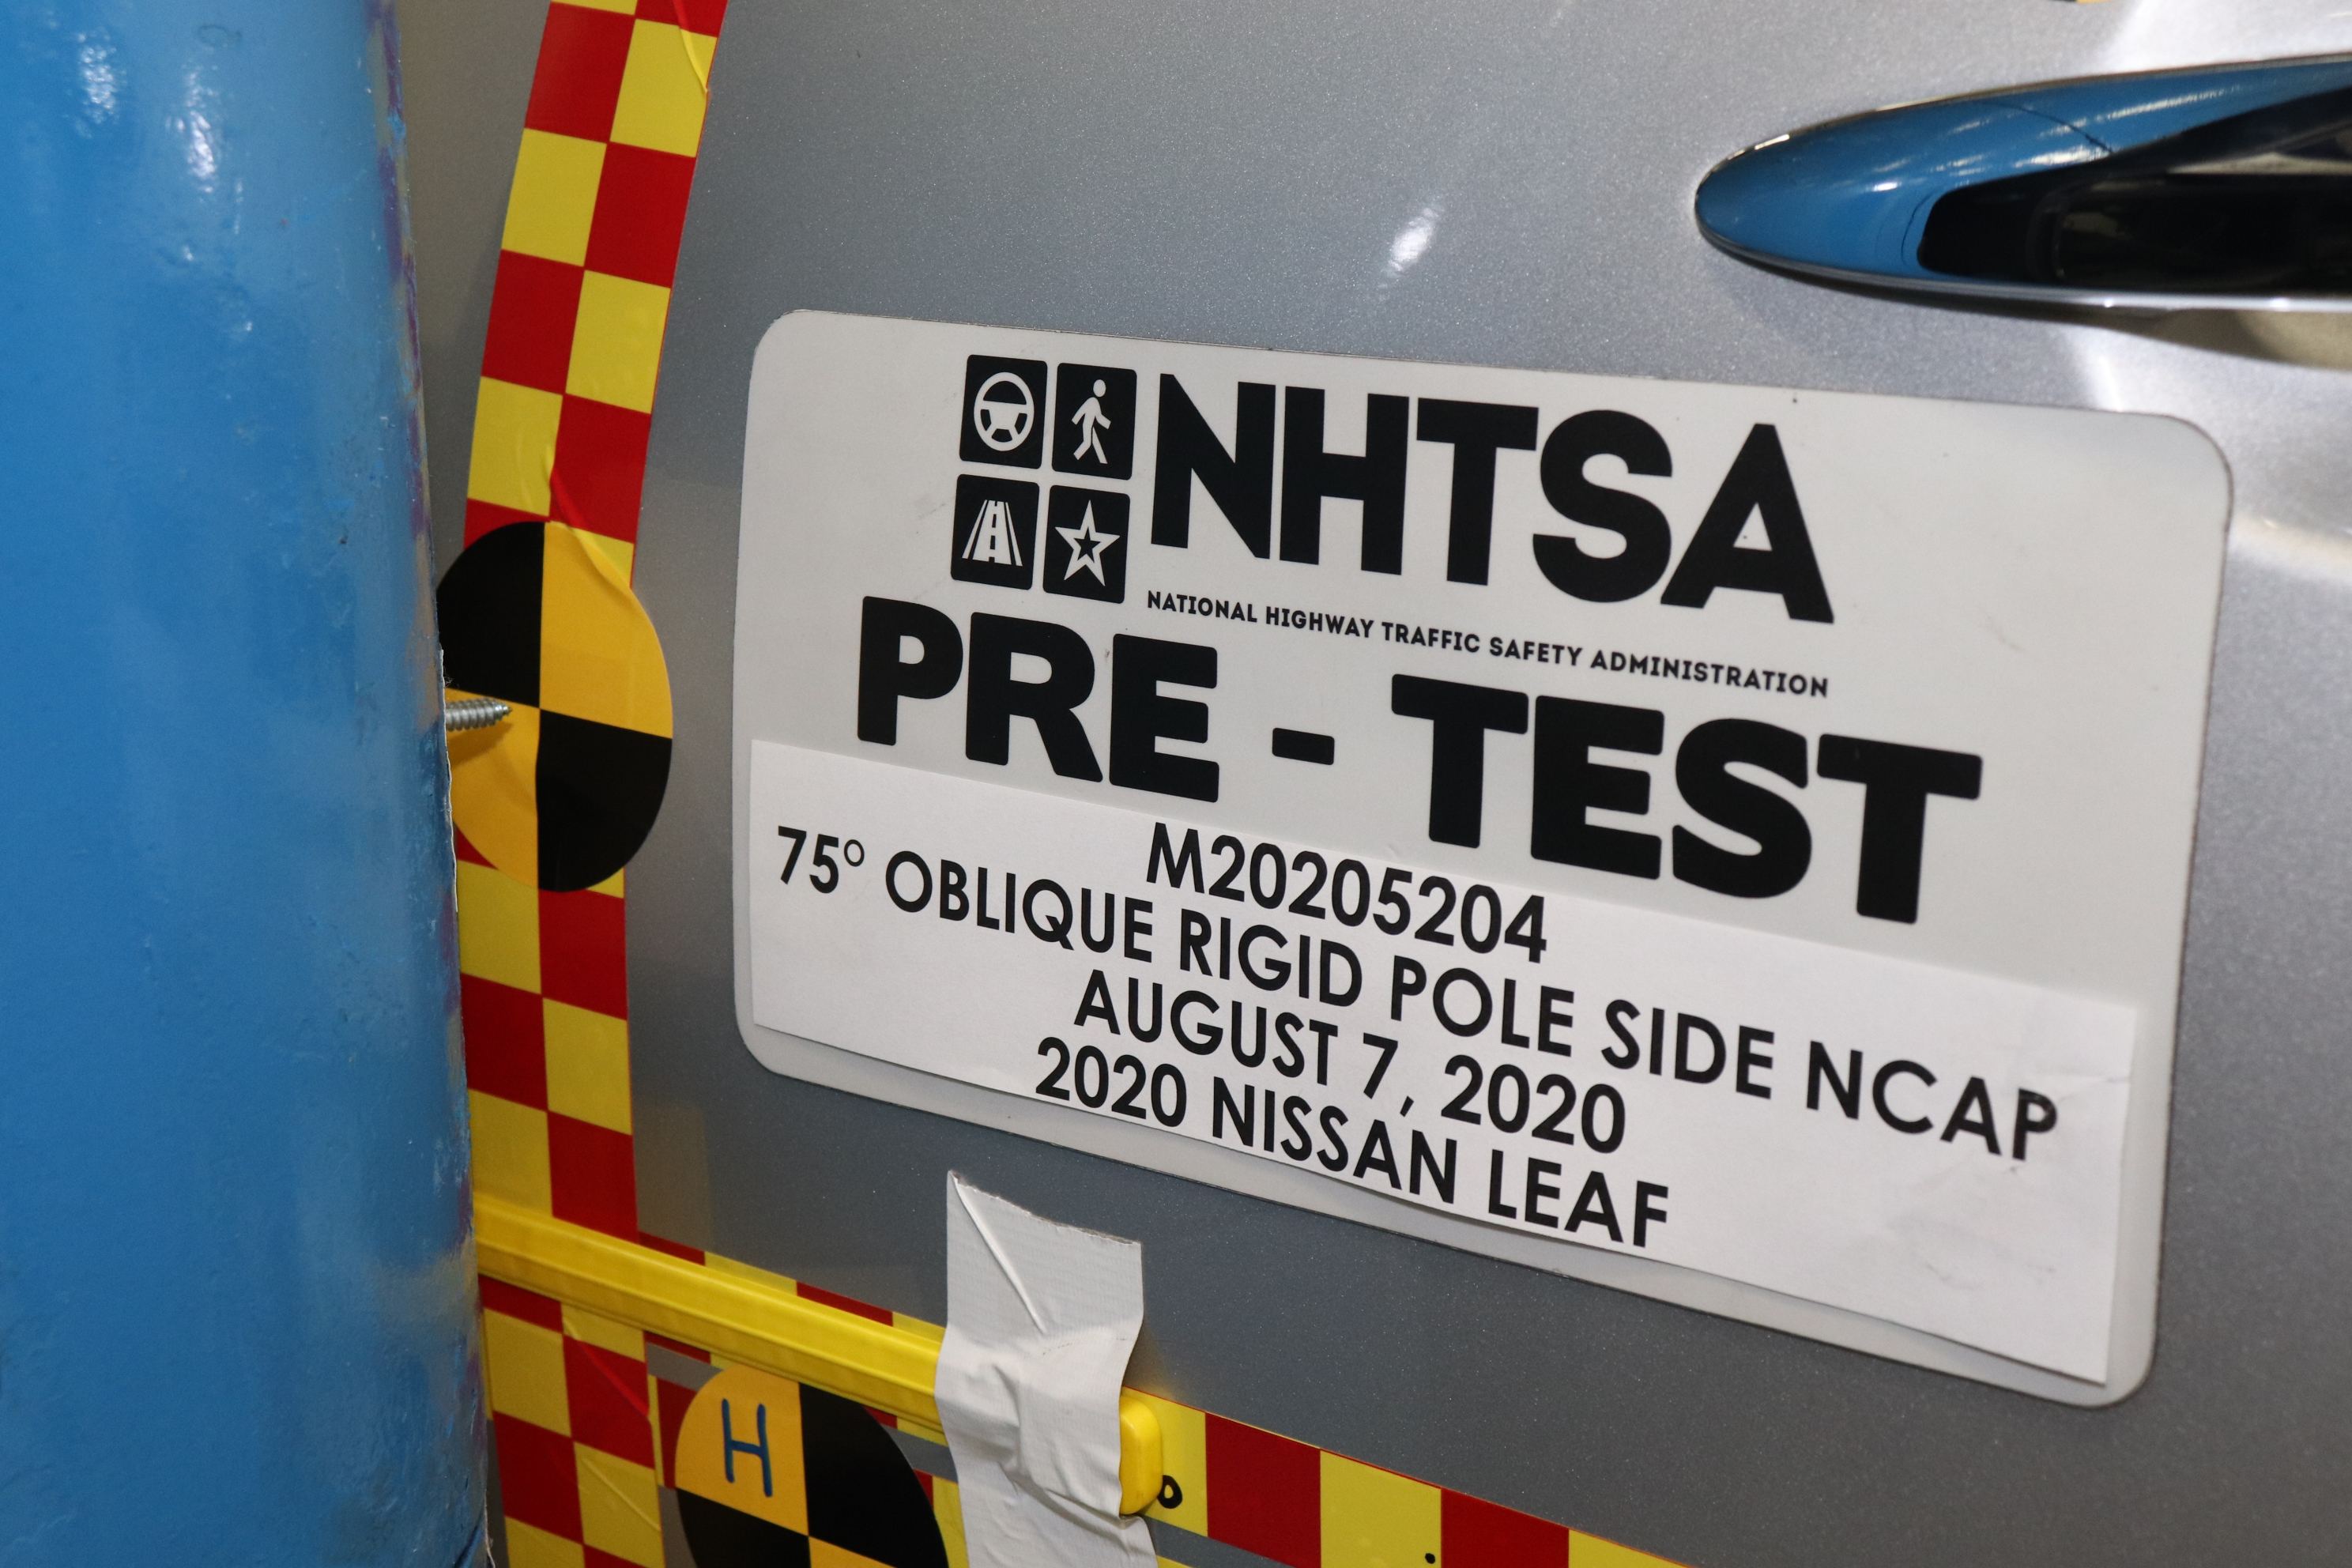 NHTSA
NATIONAL HIGHWAY TRAFFIC SAFETY ADMINISTRATION
PRE - TEST
M20205204
75° OBLIQUE RIGID POLE SIDE NCAP
AUGUST 7, 2020
2020 NISSAN LEAF
H